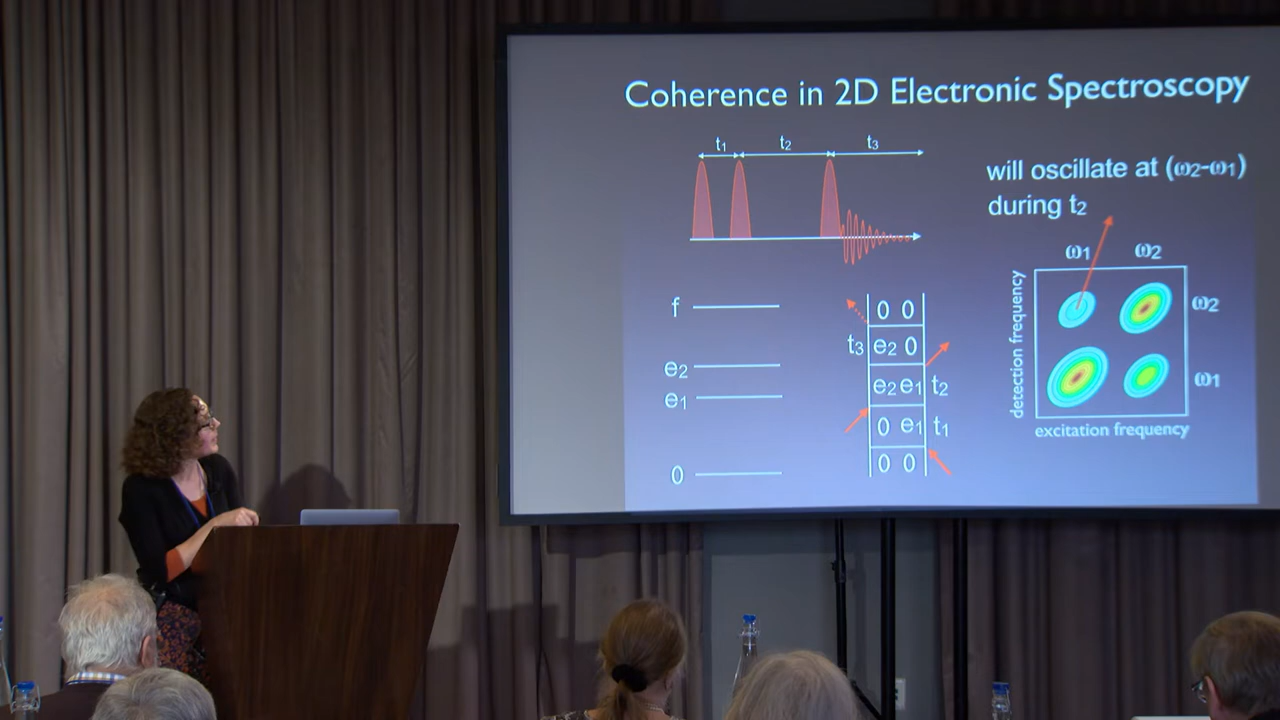 Coherence in 2D Electronic Spectroscopy
t₁ t₂ t₃
will oscillate at (ω₂-ω₁)
during t₂
ω₁ ω₂
detection frequency
ω₂
ω₁
excitation frequency
f
e₂
e₁
0
0 0
t₃ e₂ 0
e₂ e₁ t₂
0 e₁ t₁
0 0